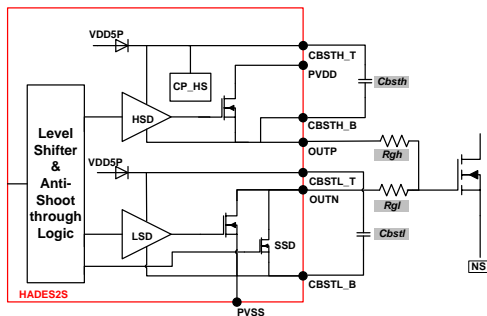 VDD5P
CBSTH_T
PVDD
CP_HS
Cbsth
HSD
CBSTH_B
OUTP
Level
Shifter
&
Anti-
Shoot
through
Logic
Rgh
VDD5P
CBSTL_T
OUTN
Rgl
LSD
SSD
Cbstl
CBSTL_B
NS
HADES2S
PVSS